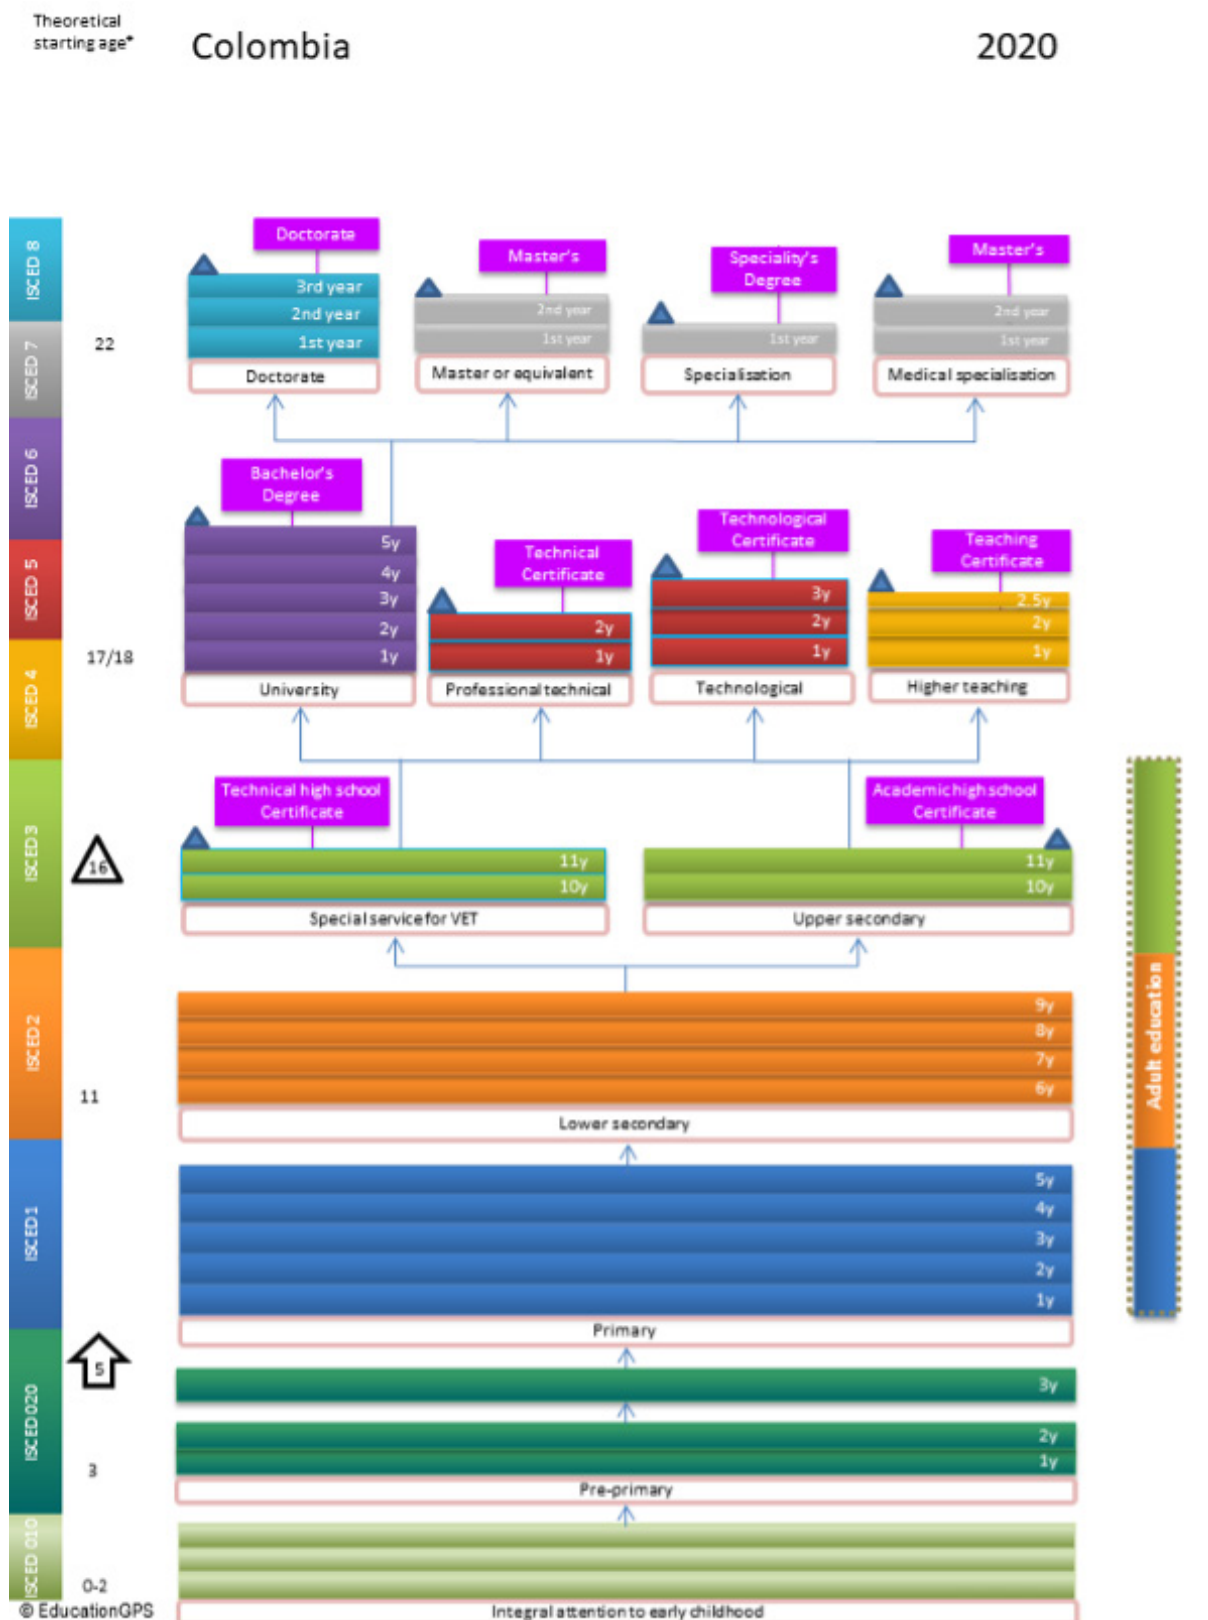 Theoretical
starting age*
Colombia
2020
ISCED 8
ISCED 7
ISCED 6
ISCED 5
ISCED 4
ISCED3
ISCED 2
ISCED1
ISCED020
ISCED 010
22
17/18
16
11
5
3
0-2
Doctorate
3rd year
2nd year
1st year
Doctorate
Master's
2nd year
1st year
Master or equivalent
Speciality's
Degree
1st year
Specialisation
Master's
2nd year
1st year
Medical specialisation
Bachelor's
Degree
5y
4y
3y
2y
1y
University
Technical
Certificate
2y
1y
Professional technical
Technological
Certificate
3y
2y
1y
Technological
Teaching
Certificate
2.5y
2y
1y
Higher teaching
Technical high school
Certificate
11y
10y
Special service for VET
Academic high school
Certificate
11y
10y
Upper secondary
9y
8y
7y
6y
Lower secondary
5y
4y
3y
2y
1y
Primary
3y
2y
1y
Pre-primary
Integral attention to early childhood
Adult education
© EducationGPS